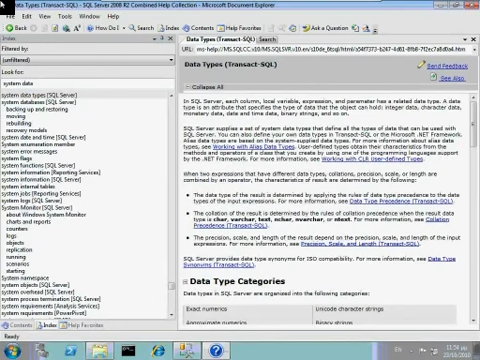 Data Types (Transact-SQL) - SQL Server 2008 R2 Combined Help Collection - Microsoft Document Explorer
Edit View Tools Window Help
How Do I Search Index Contents Help Favorites Ask a Question
Index
Filtered by:
(unfiltered)
Look for:
system data
system data types [SQL Server]
system databases [SQL Server]
backing up and restoring
moving
rebuilding
recovery models
system date and time [SQL Server]
system enumeration member
system error messages
system flags
system functions [SQL Server]
system information [Reporting Services]
system information [SQL Server]
system internal tables
system jobs [Reporting Services]
system logs [SQL Server]
System Monitor [SQL Server]
about Windows System Monitor
charts and reports
counters
logs
objects
replication
running
scenarios
starting
System namespace
system objects [SQL Server]
system process termination [SQL Server]
system requirements [Analysis Services]
system requirements [PowerPivot]
Contents Index Help Favorites
Data Types (Transact-SQL) Search
URL:
Data Types (Transact-SQL)
Send Feedback
See Also
Collapse All
In SQL Server, each column, local variable, expression, and parameter has a related data type. A data
type is an attribute that specifies the type of data that the object can hold: integer data, character data,
monetary data, date and time data, binary strings, and so on.
SQL Server supplies a set of system data types that define all the types of data that can be used with
SQL Server. You can also define your own data types in Transact-SQL or the Microsoft .NET Framework.
Alias data types are based on the system-supplied data types. For more information about alias data
types, see Working with Alias Data Types. User-defined types obtain their characteristics from the
methods and operators of a class that you create by using one of the programming languages support
by the .NET Framework. For more information, see Working with CLR User-defined Types.
When two expressions that have different data types, collations, precision, scale, or length are
combined by an operator, the characteristics of result are determined by the following:
• The data type of the result is determined by applying the rules of data type precedence to the data
types of the input expressions. For more information, see Data Type Precedence (Transact-SQL).
• The collation of the result is determined by the rules of collation precedence when the result data
type is char, varchar, text, nchar, nvarchar, or ntext. For more information, see Collation
Precedence (Transact-SQL).
• The precision, scale, and length of the result depend on the precision, scale, and length of the input
expressions. For more information, see Precision, Scale, and Length (Transact-SQL).
SQL Server provides data type synonyms for ISO compatibility. For more information, see Data Type
Synonyms (Transact-SQL).
Data Type Categories
Data types in SQL Server are organized into the following categories:
Exact numerics Unicode character strings
Approximate numerics Binary strings
Ready
EN